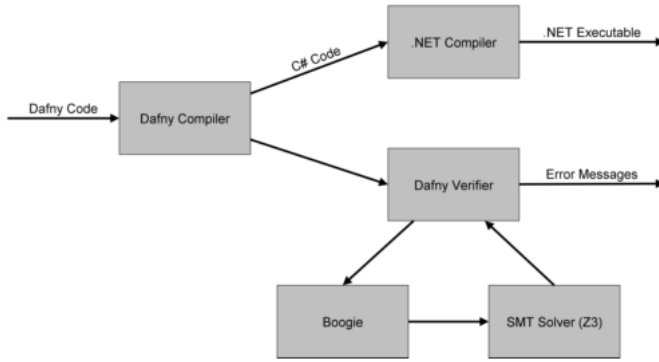 C# Code
.NET Compiler
.NET Executable
Dafny Code
Dafny Compiler
Dafny Verifier
Error Messages
Boogie
SMT Solver (Z3)